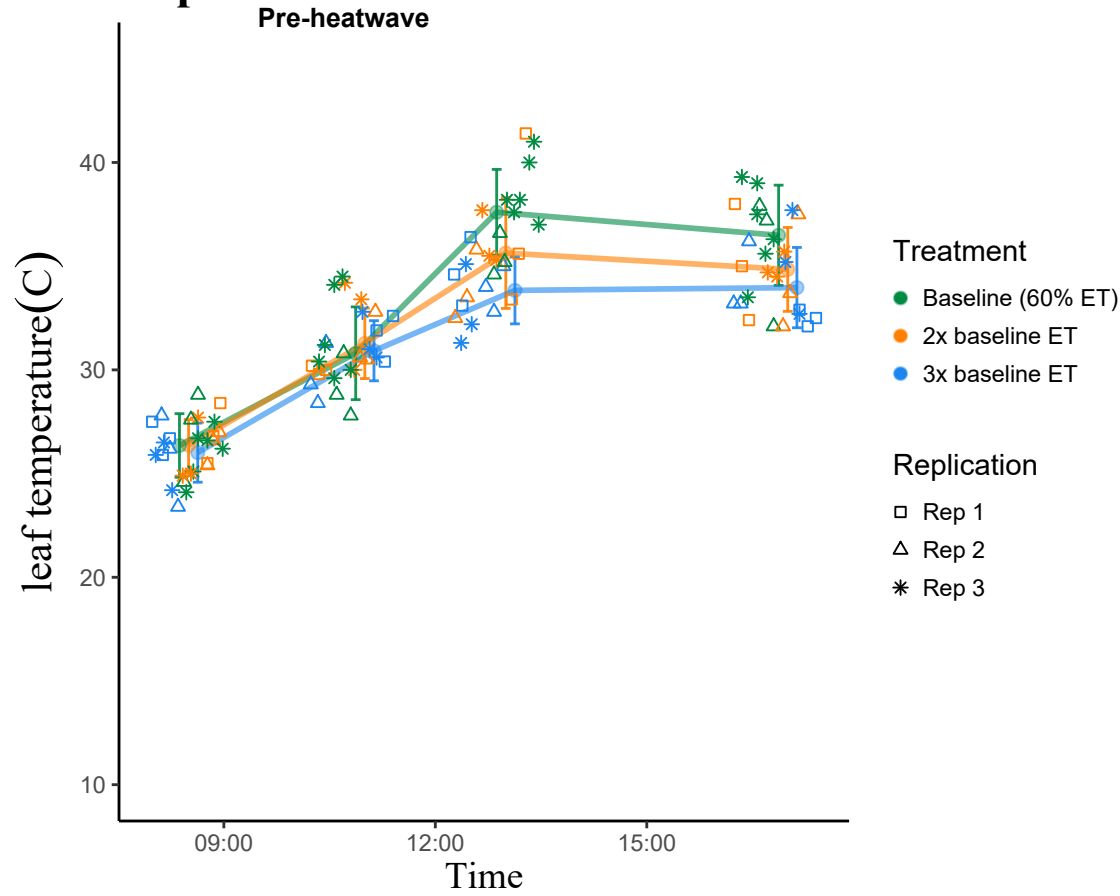 Pre-heatwave
leaf temperature(C)
40
30
20
10
09:00
12:00
15:00
Time
Treatment
Baseline (60% ET)
2x baseline ET
3x baseline ET
Replication
Rep 1
Rep 2
Rep 3